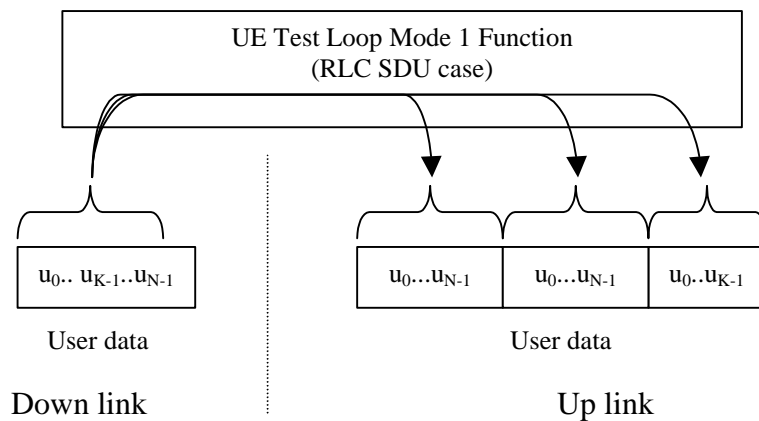 UE Test Loop Mode 1 Function
(RLC SDU case)
u0.. uK-1..uN-1
u0...uN-1
u0...uN-1
u0..uK-1
User data
User data
Down link
Up link